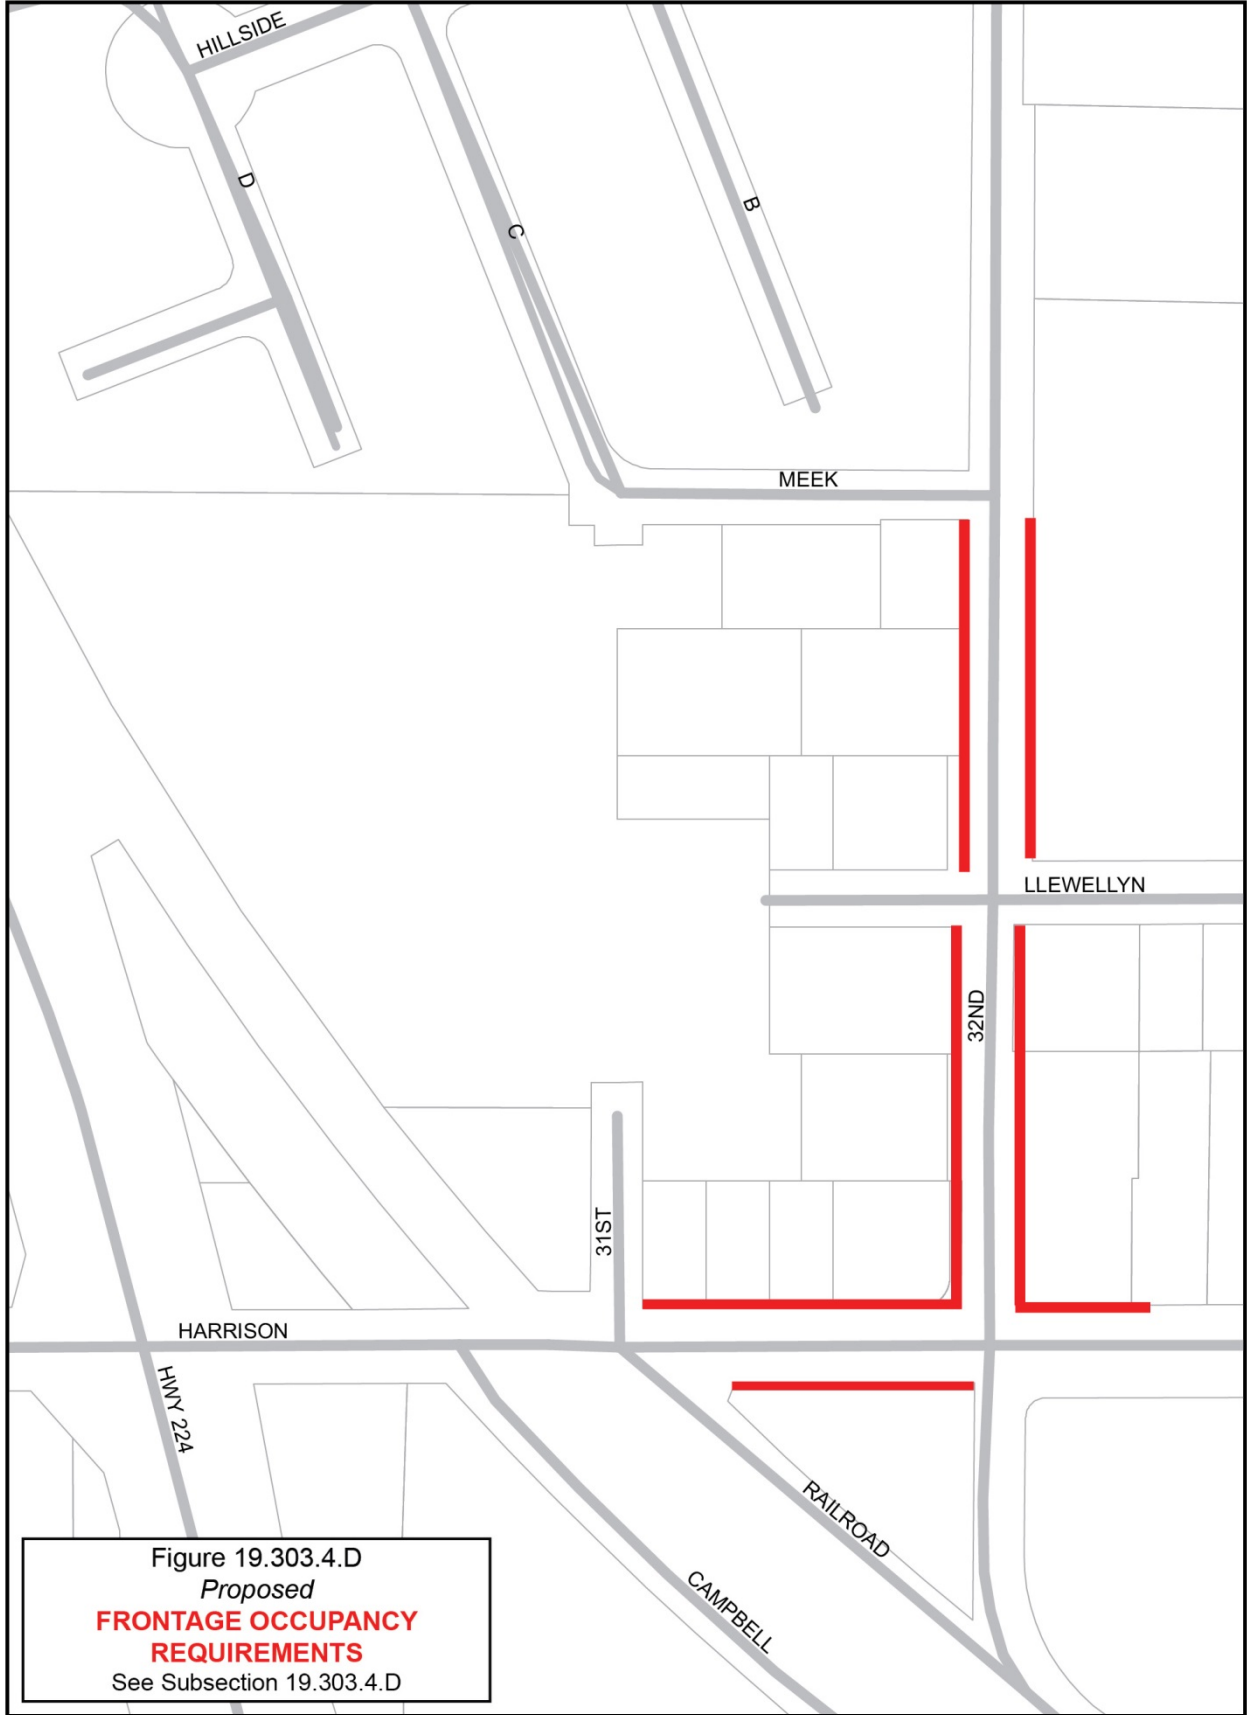 HILLSIDE
D
C
B
MEEK
LLEWELLYN
32ND
31ST
HARRISON
HWY 224
RAILROAD
CAMPBELL
Figure 19.303.4.D
Proposed
FRONTAGE OCCUPANCY
REQUIREMENTS
See Subsection 19.303.4.D